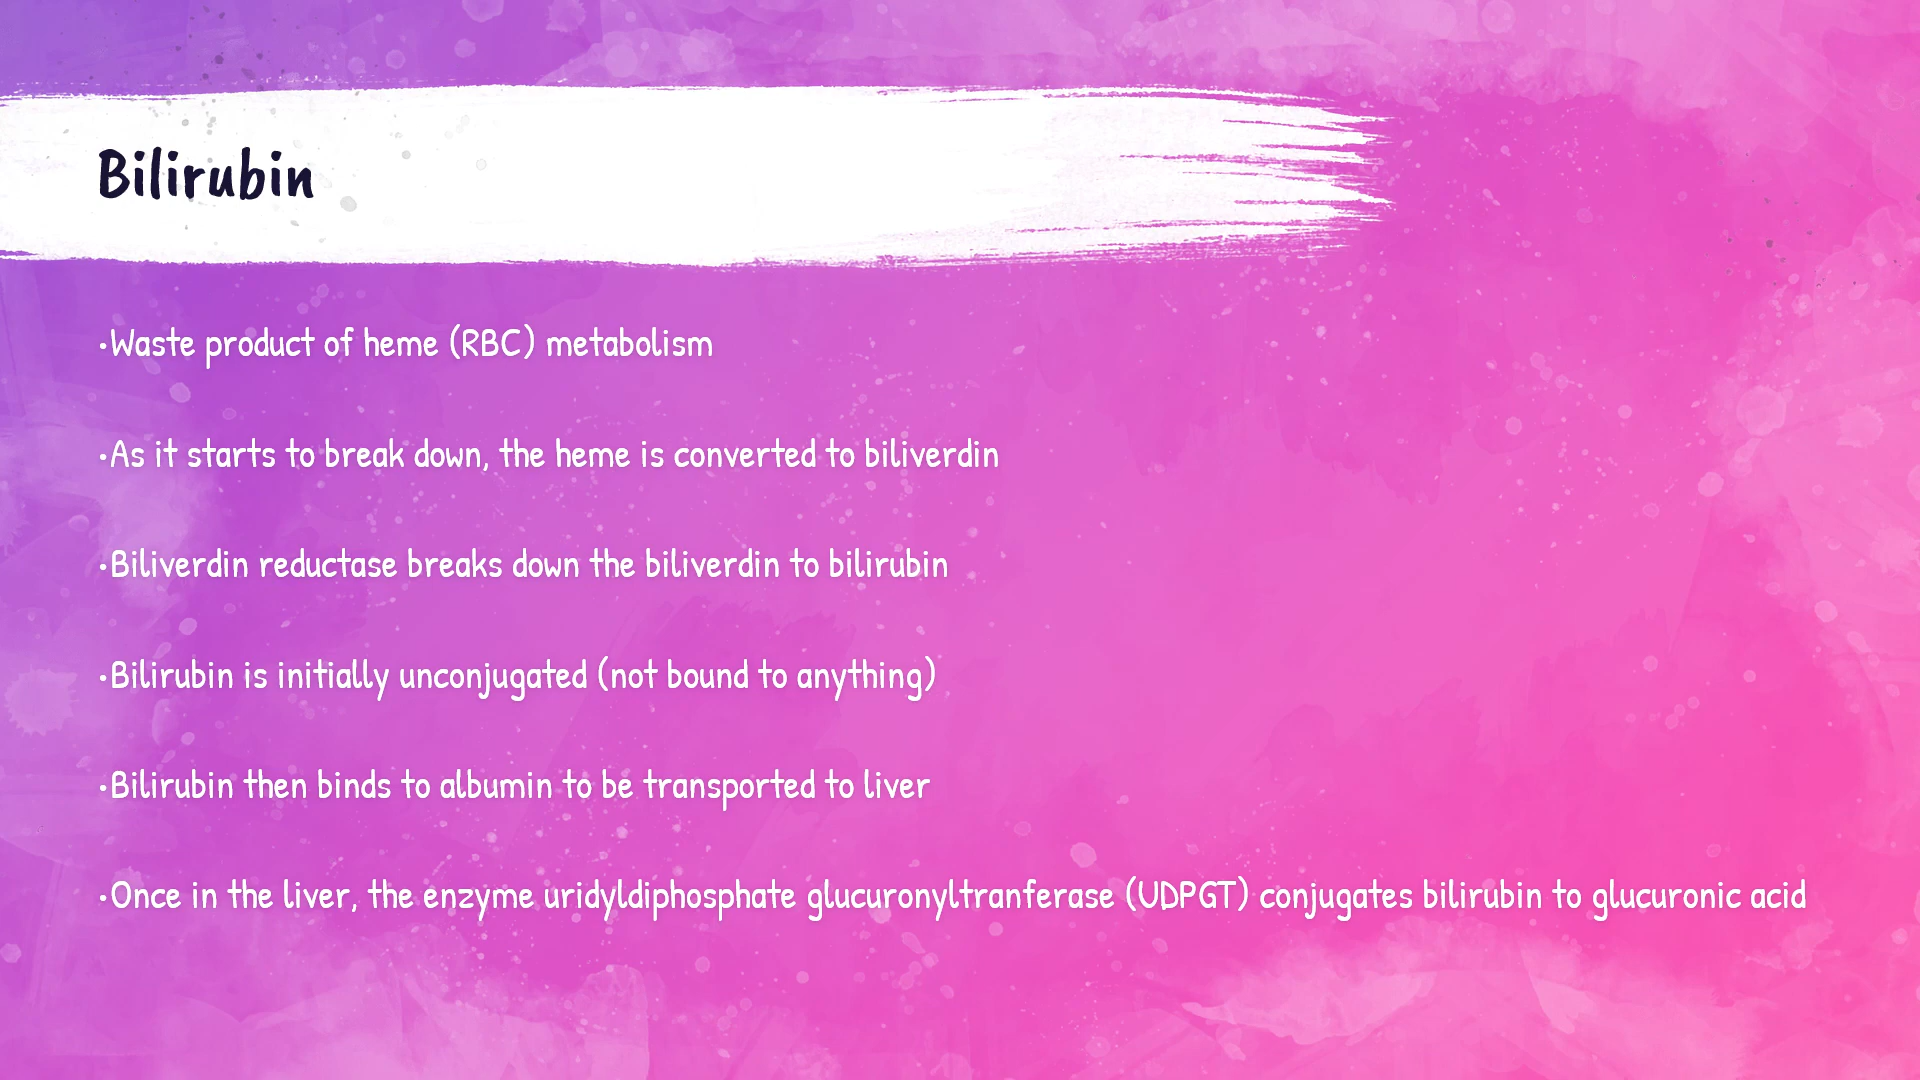 Bilirubin
•Waste product of heme (RBC) metabolism
•As it starts to break down, the heme is converted to biliverdin
•Biliverdin reductase breaks down the biliverdin to bilirubin
•Bilirubin is initially unconjugated (not bound to anything)
•Bilirubin then binds to albumin to be transported to liver
•Once in the liver, the enzyme uridyldiphosphate glucuronyltranferase (UDPGT) conjugates bilirubin to glucuronic acid